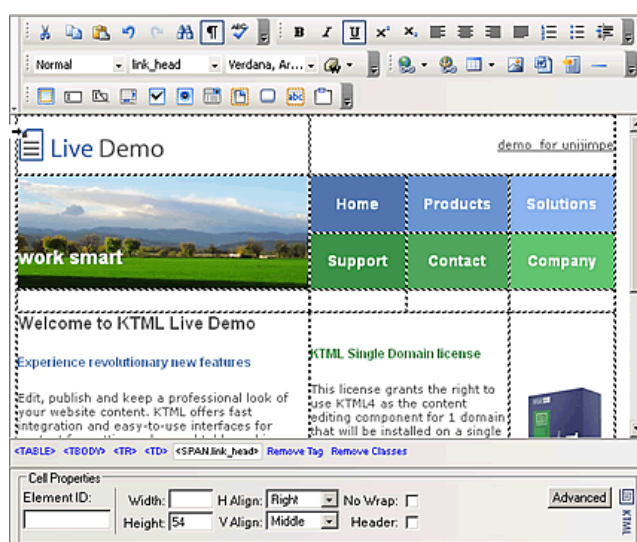 B I U x² x₂
Normal link_head Verdana, Ar...
abc
Live Demo
demo for unijimpe
Home Products Solutions
work smart
Support Contact Company
Welcome to KTML Live Demo
Experience revolutionary new features
KTML Single Domain license
Edit, publish and keep a professional look of
your website content. KTML offers fast
integration and easy-to-use interfaces for
This license grants the right to
use KTML4 as the content
editing component for 1 domain
that will be installed on a single
<TABLE> <TBODY> <TR> <TD> <SPAN.link_head> Remove Tag Remove Classes
Cell Properties
Element ID: Width: H Align: Right No Wrap: Advanced
Height: 54 V Align: Middle Header:
KTML